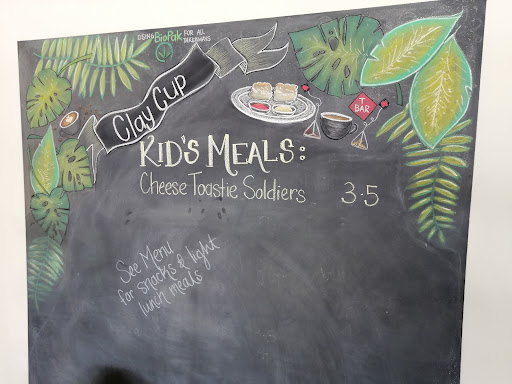 USING BioPak FOR ALL
TAKEAWAYS
Clay Cup
T
BAR
KID'S MEALS:
Cheese Toastie Soldiers 3.5
See Menu
for snacks & light
lunch meals